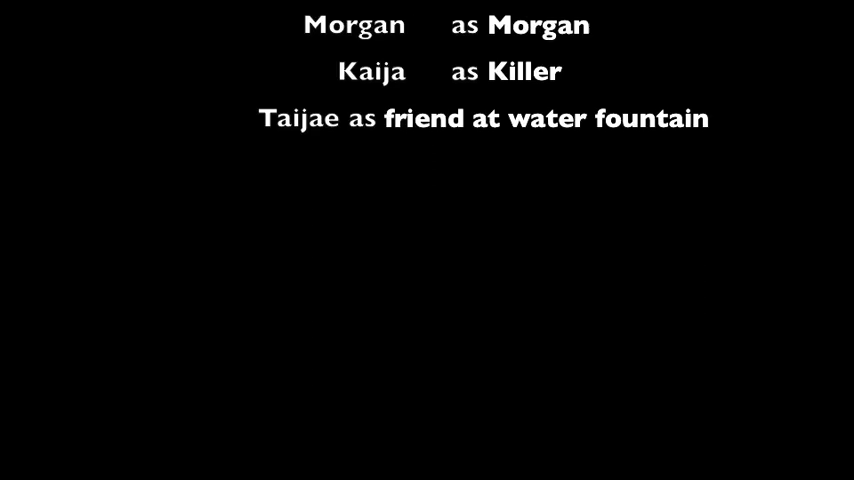 Morgan as Morgan
Kaija as Killer
Taijae as friend at water fountain